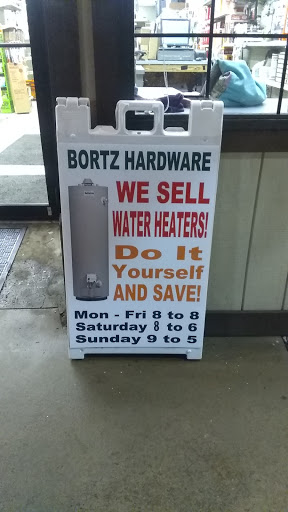 BORTZ HARDWARE
WE SELL
WATER HEATERS!
Do It
Yourself
AND SAVE!
Mon - Fri 8 to 8
Saturday 8 to 6
Sunday 9 to 5